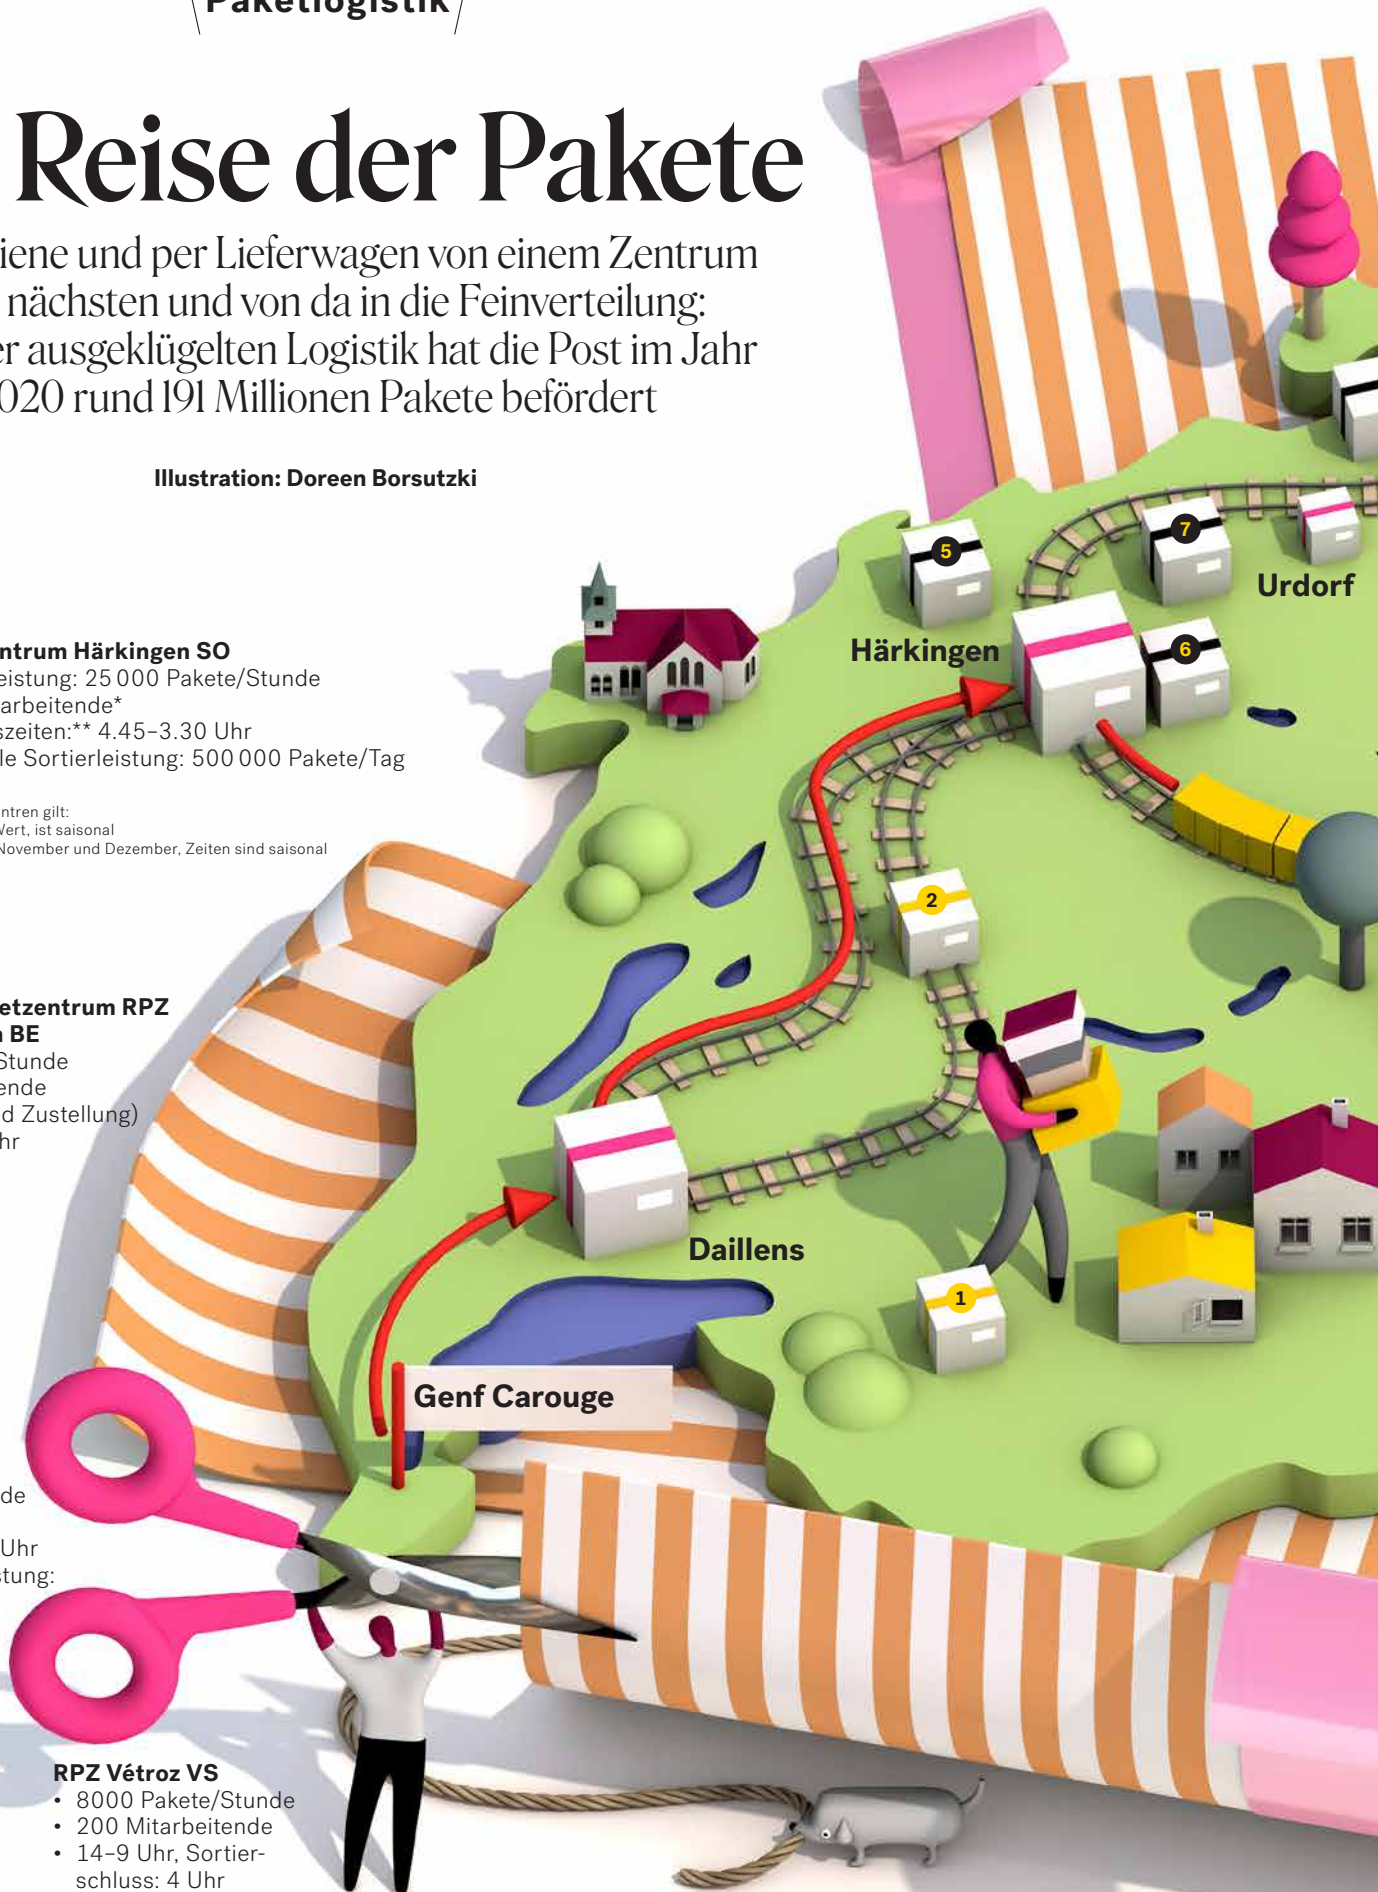 Paketlogistik
Reise der Pakete
iene und per Lieferwagen von einem Zentrum
nächsten und von da in die Feinverteilung:
er ausgeklügelten Logistik hat die Post im Jahr
020 rund 191 Millionen Pakete befördert
Illustration: Doreen Borsutzki
5
7
Urdorf
Härkingen
6
ntrum Härkingen SO
eistung: 25 000 Pakete/Stunde
arbeitende*
szeiten:** 4.45–3.30 Uhr
le Sortierleistung: 500 000 Pakete/Tag
ntren gilt:
Wert, ist saisonal
November und Dezember, Zeiten sind saisonal
2
etzentrum RPZ
n BE
Stunde
ende
d Zustellung)
hr
Daillens
1
Genf Carouge
de
Uhr
stung:
RPZ Vétroz VS
• 8000 Pakete/Stunde
• 200 Mitarbeitende
• 14–9 Uhr, Sortier-
schluss: 4 Uhr